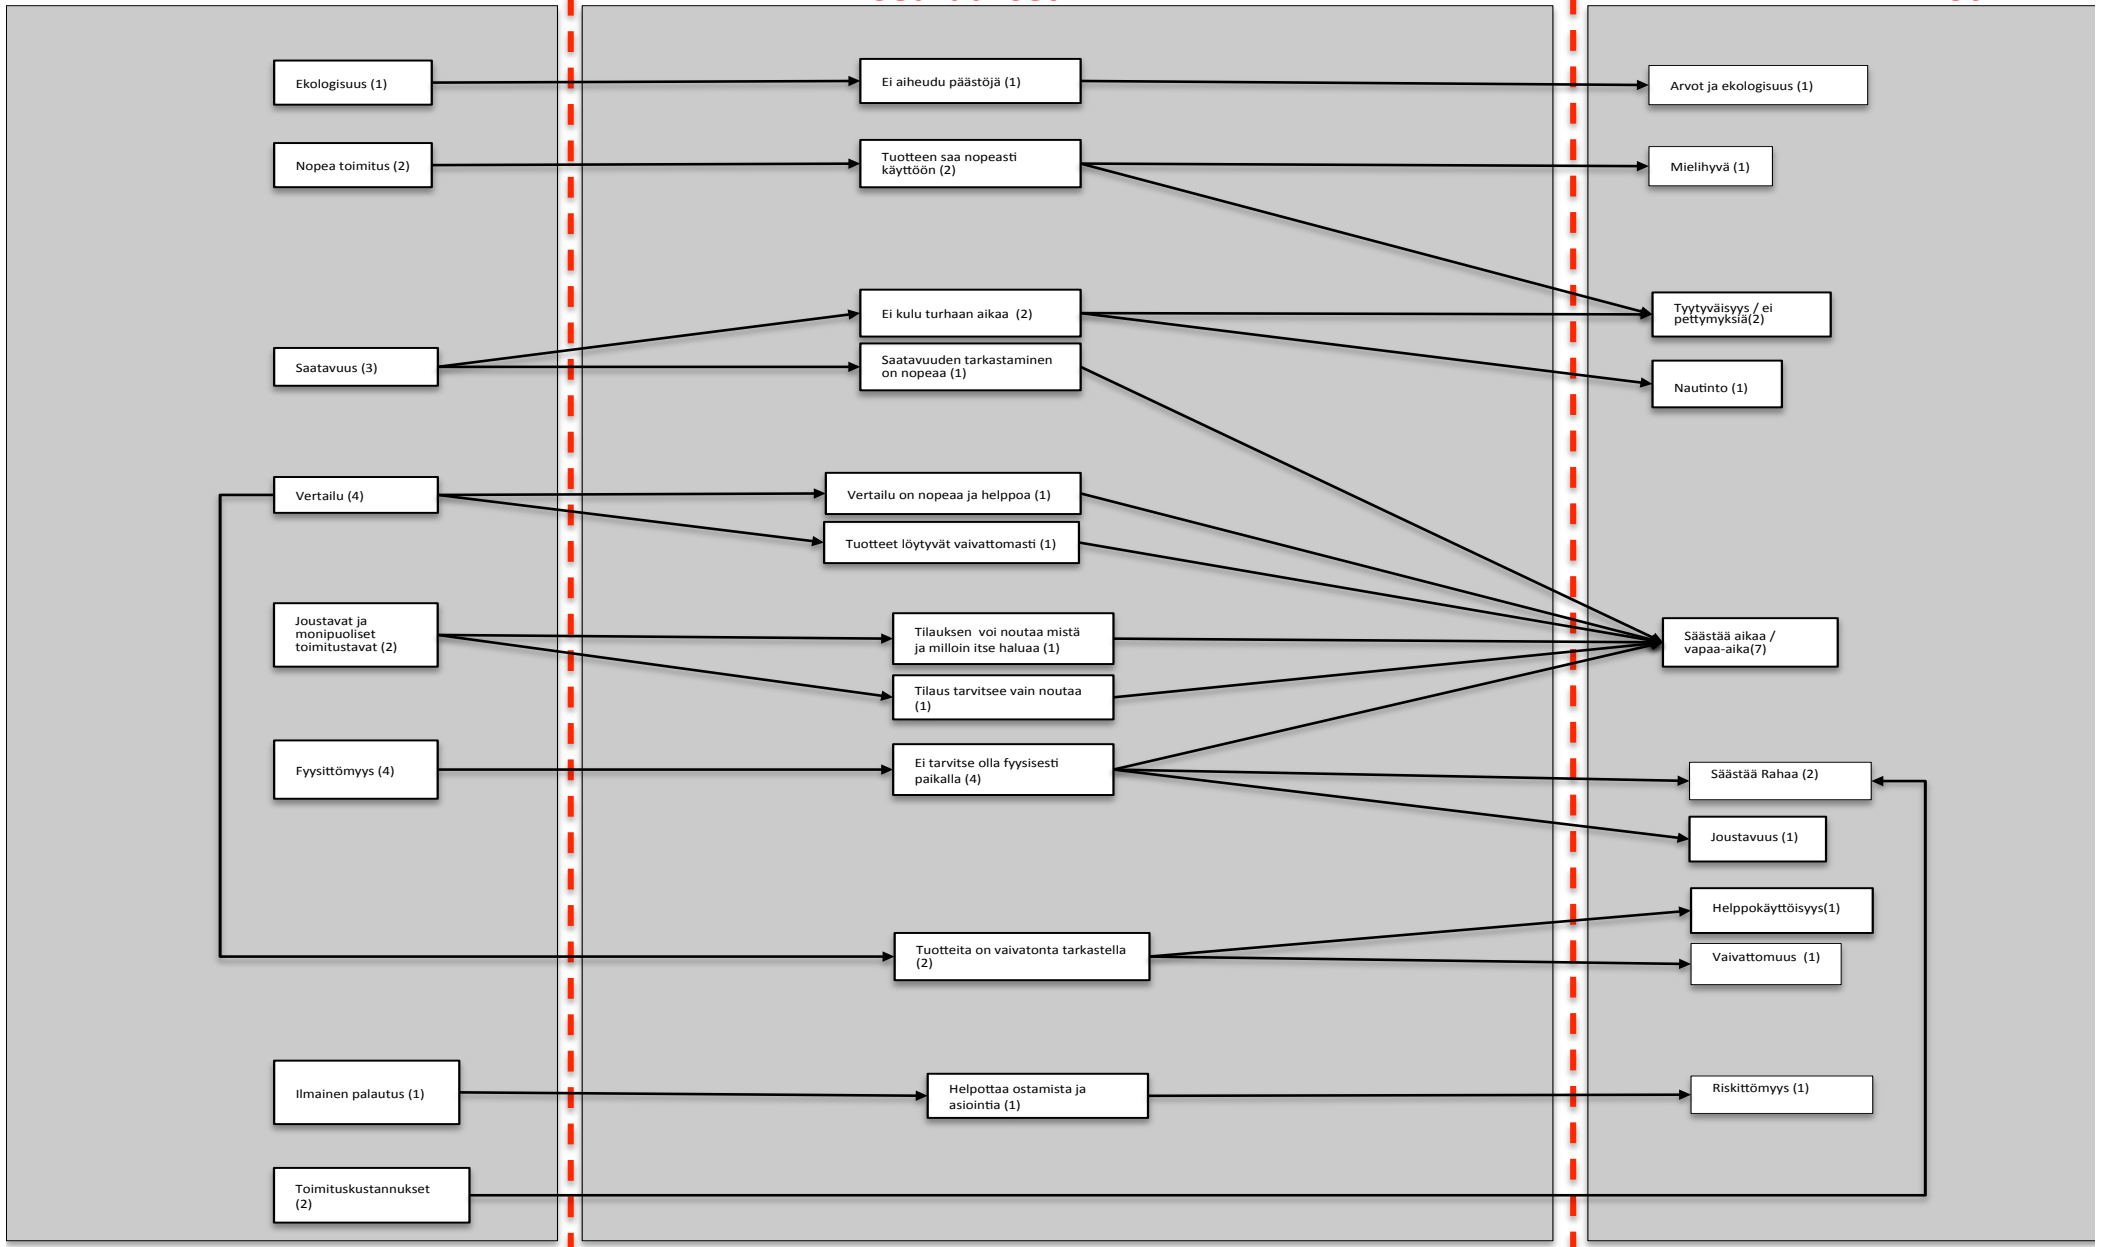 Ekologisuus (1)
Ei aiheudu päästöjä (1)
Arvot ja ekologisuus (1)
Nopea toimitus (2)
Tuotteen saa nopeasti
käyttöön (2)
Mielihyvä (1)
Ei kulu turhaan aikaa (2)
Tyytyväisyys / ei
pettymyksiä(2)
Saatavuus (3)
Saatavuuden tarkastaminen
on nopeaa (1)
Nautinto (1)
Vertailu (4)
Vertailu on nopeaa ja helppoa (1)
Tuotteet löytyvät vaivattomasti (1)
Joustavat ja
monipuoliset
toimitustavat (2)
Tilauksen voi noutaa mistä
ja milloin itse haluaa (1)
Säästää aikaa /
vapaa-aika(7)
Tilaus tarvitsee vain noutaa
(1)
Fyysittömyys (4)
Ei tarvitse olla fyysisesti
paikalla (4)
Säästää Rahaa (2)
Joustavuus (1)
Helppokäyttöisyys(1)
Tuotteita on vaivatonta tarkastella
(2)
Vaivattomuus (1)
Ilmainen palautus (1)
Helpottaa ostamista ja
asiointia (1)
Riskittömyys (1)
Toimituskustannukset
(2)